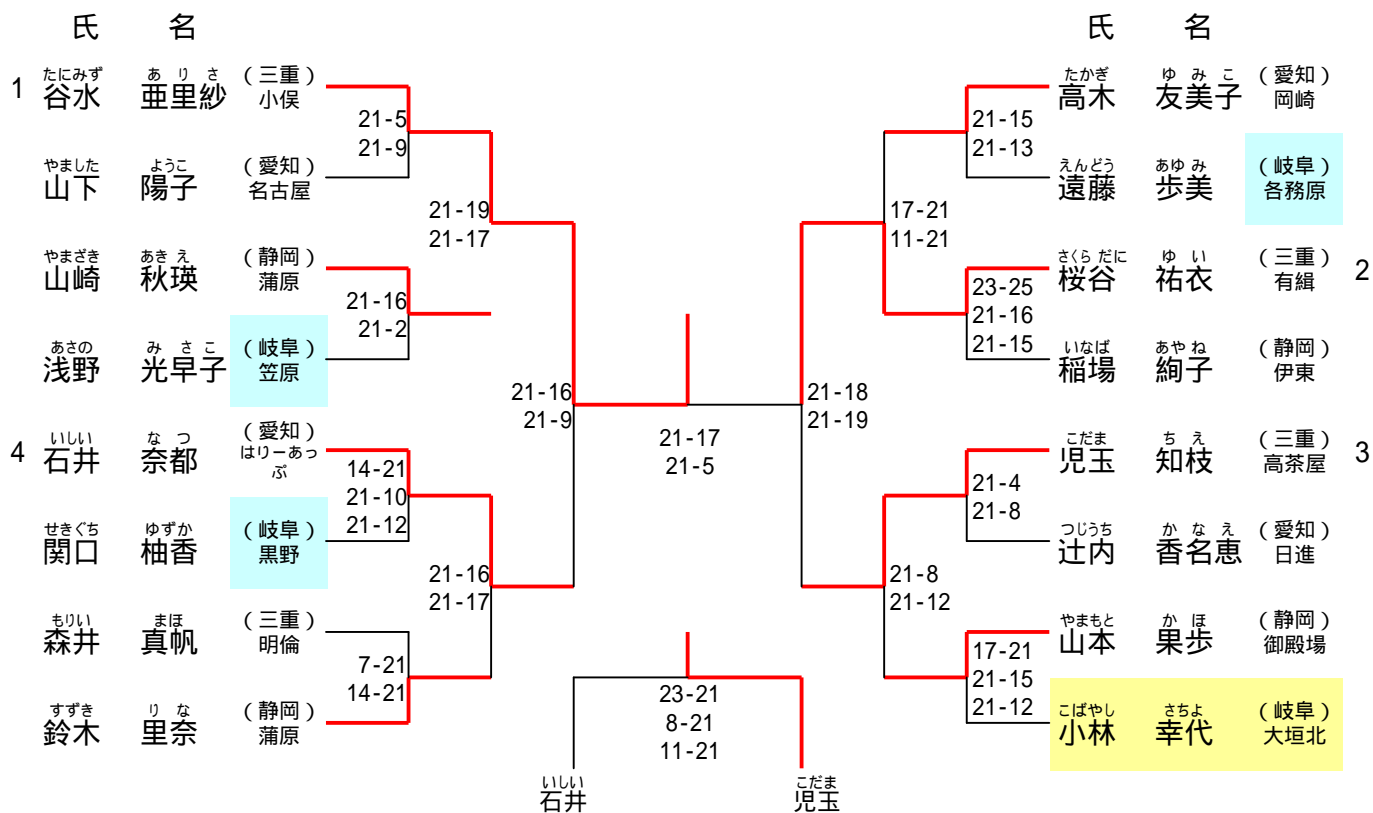 氏 名
1 たにみず あ り さ (三重)
谷水 亜里紗 小俣
21-5
21-9
やました ようこ (愛知)
山下 陽子 名古屋
21-19
21-17
やまざき あき え (静岡)
山崎 秋瑛 蒲原
21-16
21-2
あさの み さ こ (岐阜)
浅野 光早子 笠原
21-16
21-9
4 いしい な つ (愛知)
石井 奈都 はりーあっ
ぷ
14-21
21-10
21-12
せきぐち ゆずか (岐阜)
関口 柚香 黒野
21-16
21-17
もりい まほ (三重)
森井 真帆 明倫
7-21
14-21
すずき り な (静岡)
鈴木 里奈 蒲原
21-17
21-5
23-21
8-21
11-21
いしい
石井
こだま
児玉
氏 名
たかぎ ゆ み こ (愛知)
高木 友美子 岡崎
21-15
21-13
えんどう あゆ み (岐阜)
遠藤 歩美 各務原
17-21
11-21
さくら だに ゆ い (三重)
桜谷 祐衣 有緝 2
23-25
21-16
21-15
いなば あや ね (静岡)
稲場 絢子 伊東
21-18
21-19
こだま ち え (三重)
児玉 知枝 高茶屋 3
21-4
21-8
つじうち か な え (愛知)
辻内 香名恵 日進
21-8
21-12
やまもと か ほ (静岡)
山本 果歩 御殿場
17-21
21-15
21-12
こばやし さちよ (岐阜)
小林 幸代 大垣北